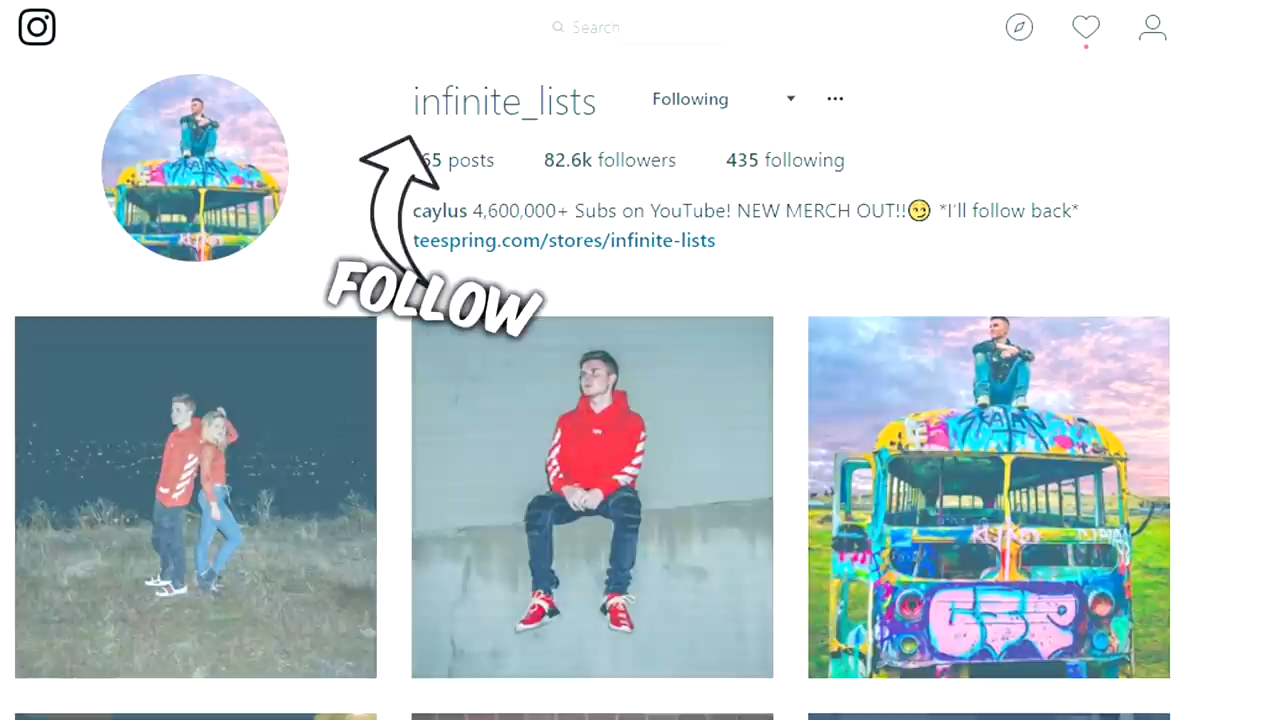 Search
infinite_lists Following ...
65 posts 82.6k followers 435 following
caylus 4,600,000+ Subs on YouTube! NEW MERCH OUT!!😏 *I'll follow back*
teespring.com/stores/infinite-lists
FOLLOW